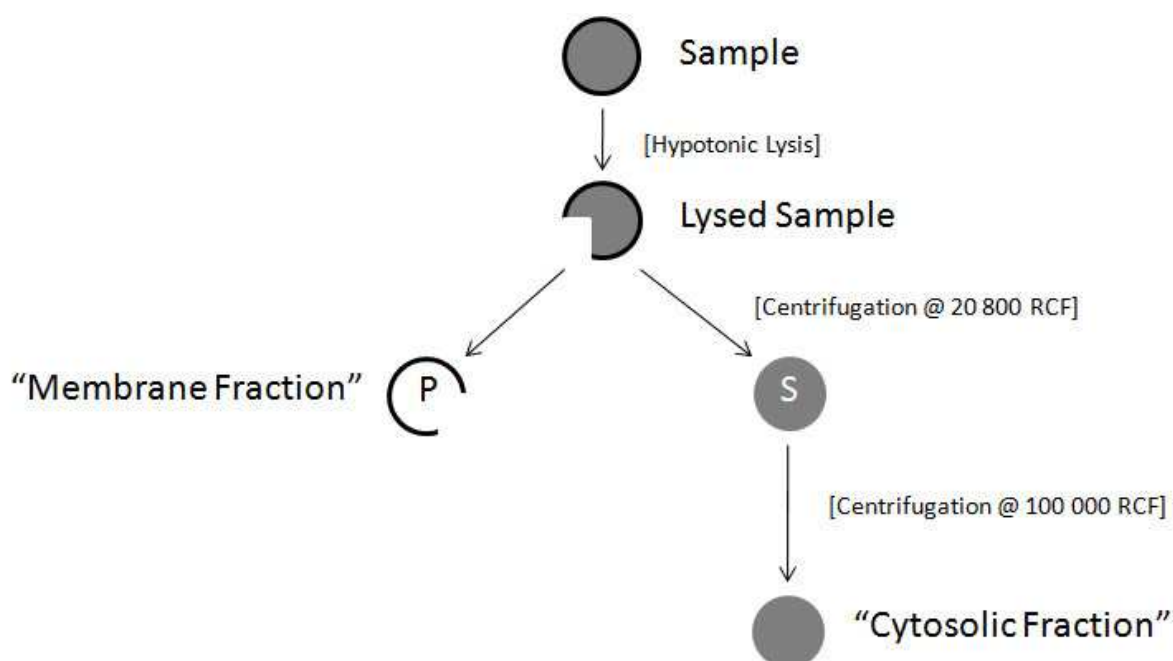 Sample
[Hypotonic Lysis]
Lysed Sample
[Centrifugation @ 20 800 RCF]
“Membrane Fraction”
P
S
[Centrifugation @ 100 000 RCF]
“Cytosolic Fraction”